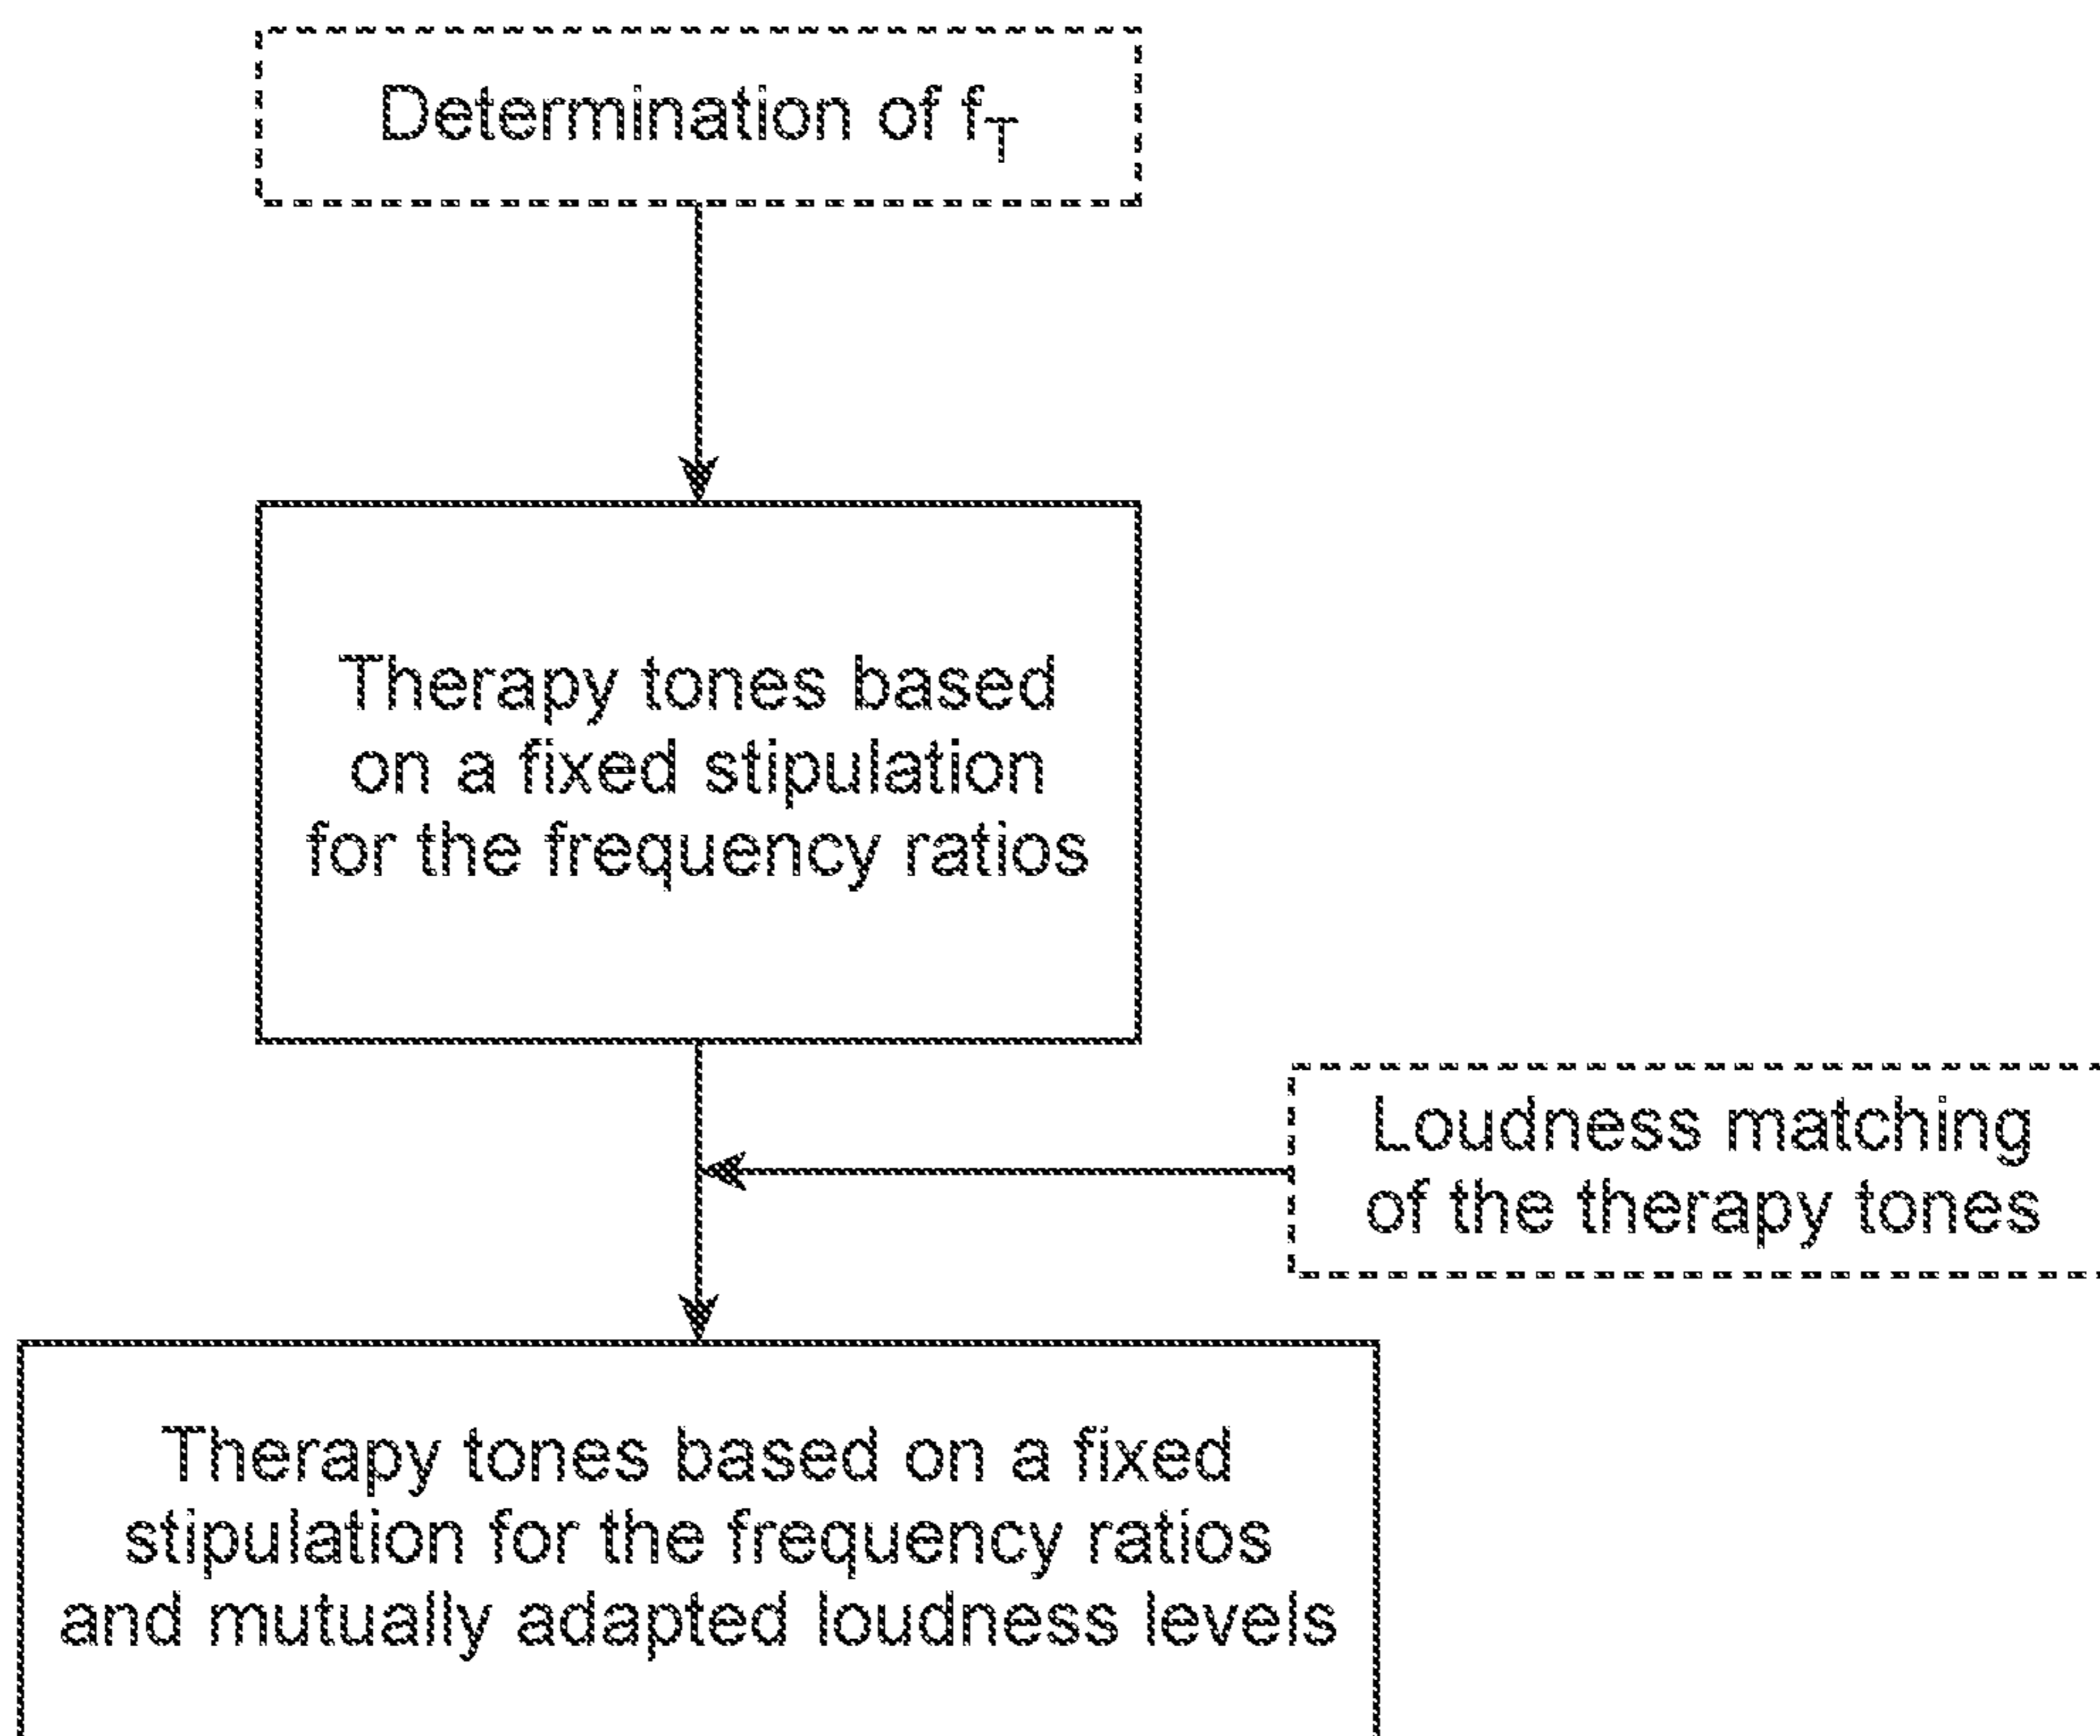 Determination of f_T
Therapy tones based
on a fixed stipulation
for the frequency ratios
Loudness matching
of the therapy tones
Therapy tones based on a fixed
stipulation for the frequency ratios
and mutually adapted loudness levels